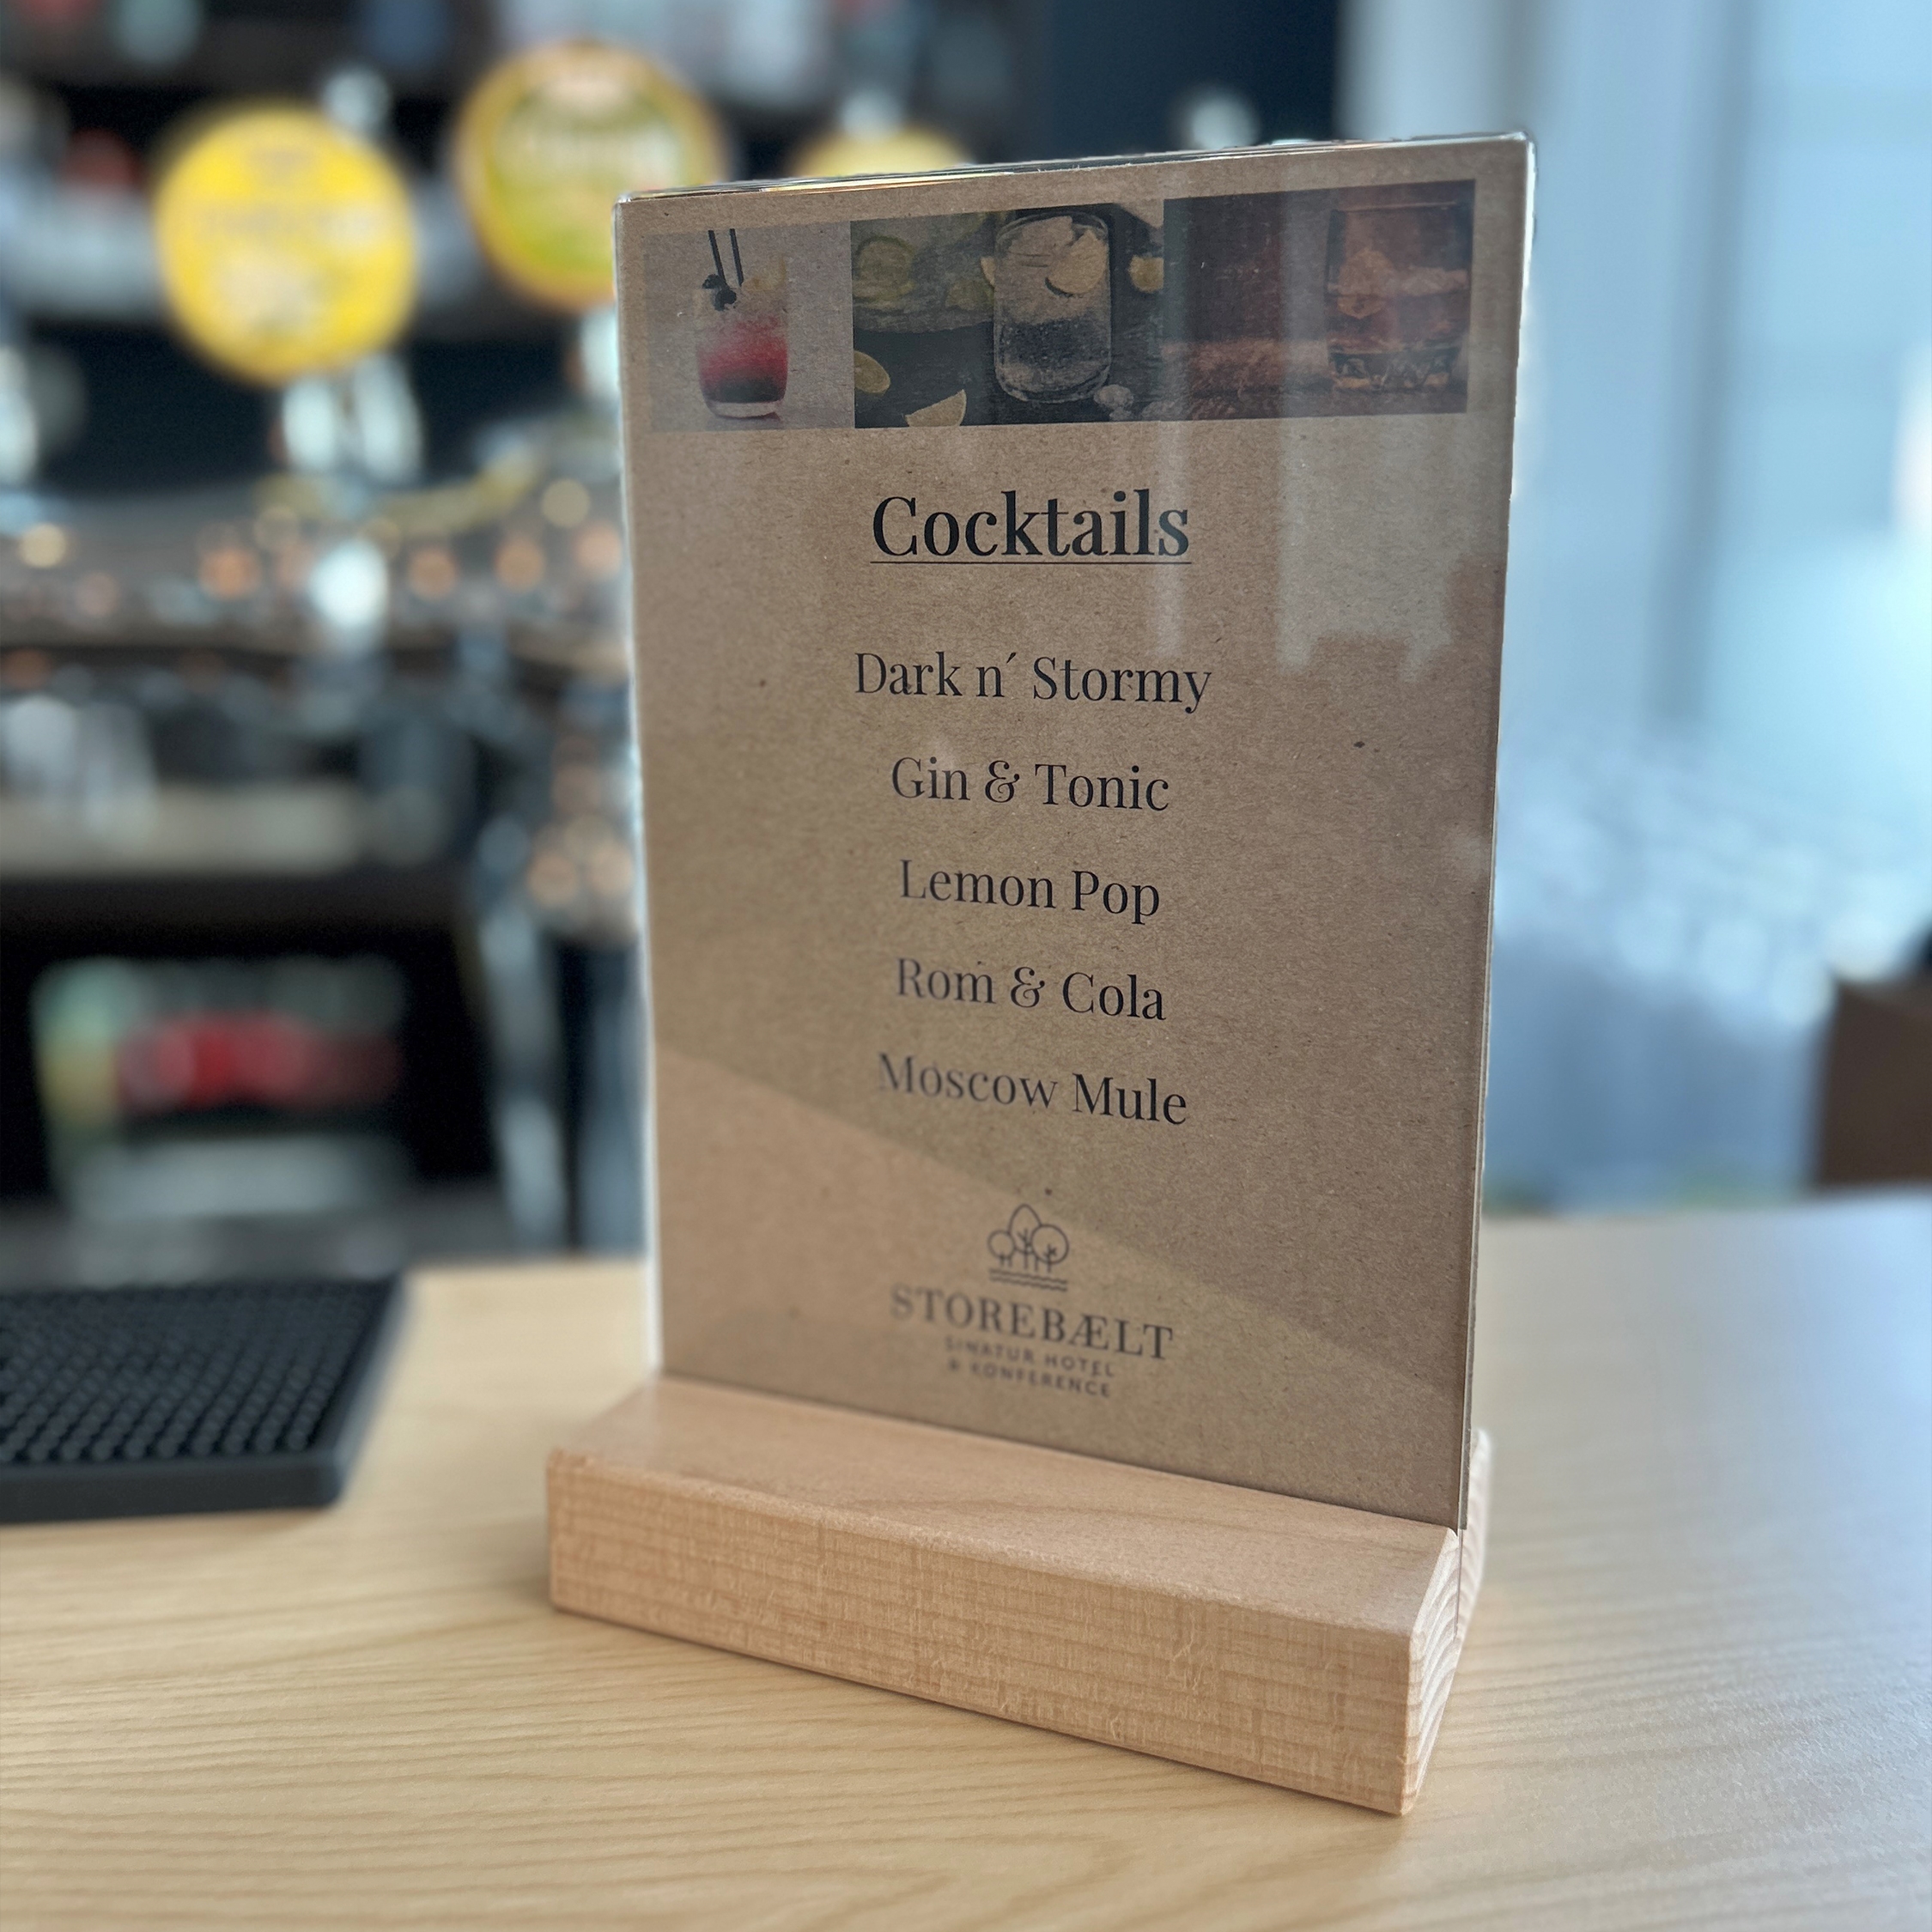 Cocktails
Dark n´ Stormy
Gin & Tonic
Lemon Pop
Rom & Cola
Moscow Mule
STOREBÆLT
SINATUR HOTEL
& KONFERENCE